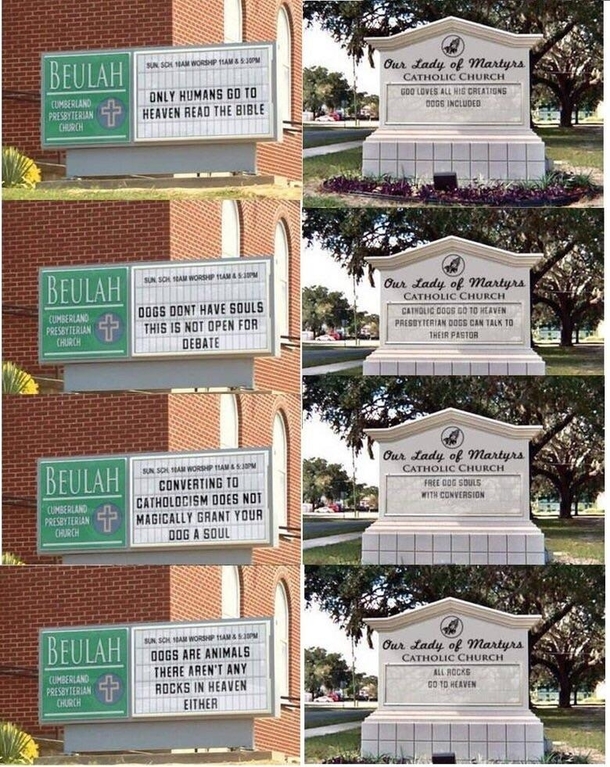 BEULAH
CUMBERLAND
PRESBYTERIAN
CHURCH
SUN. SCH. 10AM WORSHIP 11AM & 5:30PM
ONLY HUMANS GO TO
HEAVEN READ THE BIBLE
Our Lady of Martyrs
CATHOLIC CHURCH
GOD LOVES ALL HIS CREATIONS
DOGS INCLUDED
BEULAH
CUMBERLAND
PRESBYTERIAN
CHURCH
SUN. SCH. 10AM WORSHIP 11AM & 5:30PM
DOGS DONT HAVE SOULS
THIS IS NOT OPEN FOR
DEBATE
Our Lady of Martyrs
CATHOLIC CHURCH
CATHOLIC DOGS GO TO HEAVEN
PRESBYTERIAN DOGS CAN TALK TO
THEIR PASTOR
BEULAH
CUMBERLAND
PRESBYTERIAN
CHURCH
SUN. SCH. 10AM WORSHIP 11AM & 5:30PM
CONVERTING TO
CATHOLOCISM DOES NOT
MAGICALLY GRANT YOUR
DOG A SOUL
Our Lady of Martyrs
CATHOLIC CHURCH
FREE DOG SOULS
WITH CONVERSION
BEULAH
CUMBERLAND
PRESBYTERIAN
CHURCH
SUN. SCH. 10AM WORSHIP 11AM & 5:30PM
DOGS ARE ANIMALS
THERE AREN'T ANY
ROCKS IN HEAVEN
EITHER
Our Lady of Martyrs
CATHOLIC CHURCH
ALL ROCKS
GO TO HEAVEN